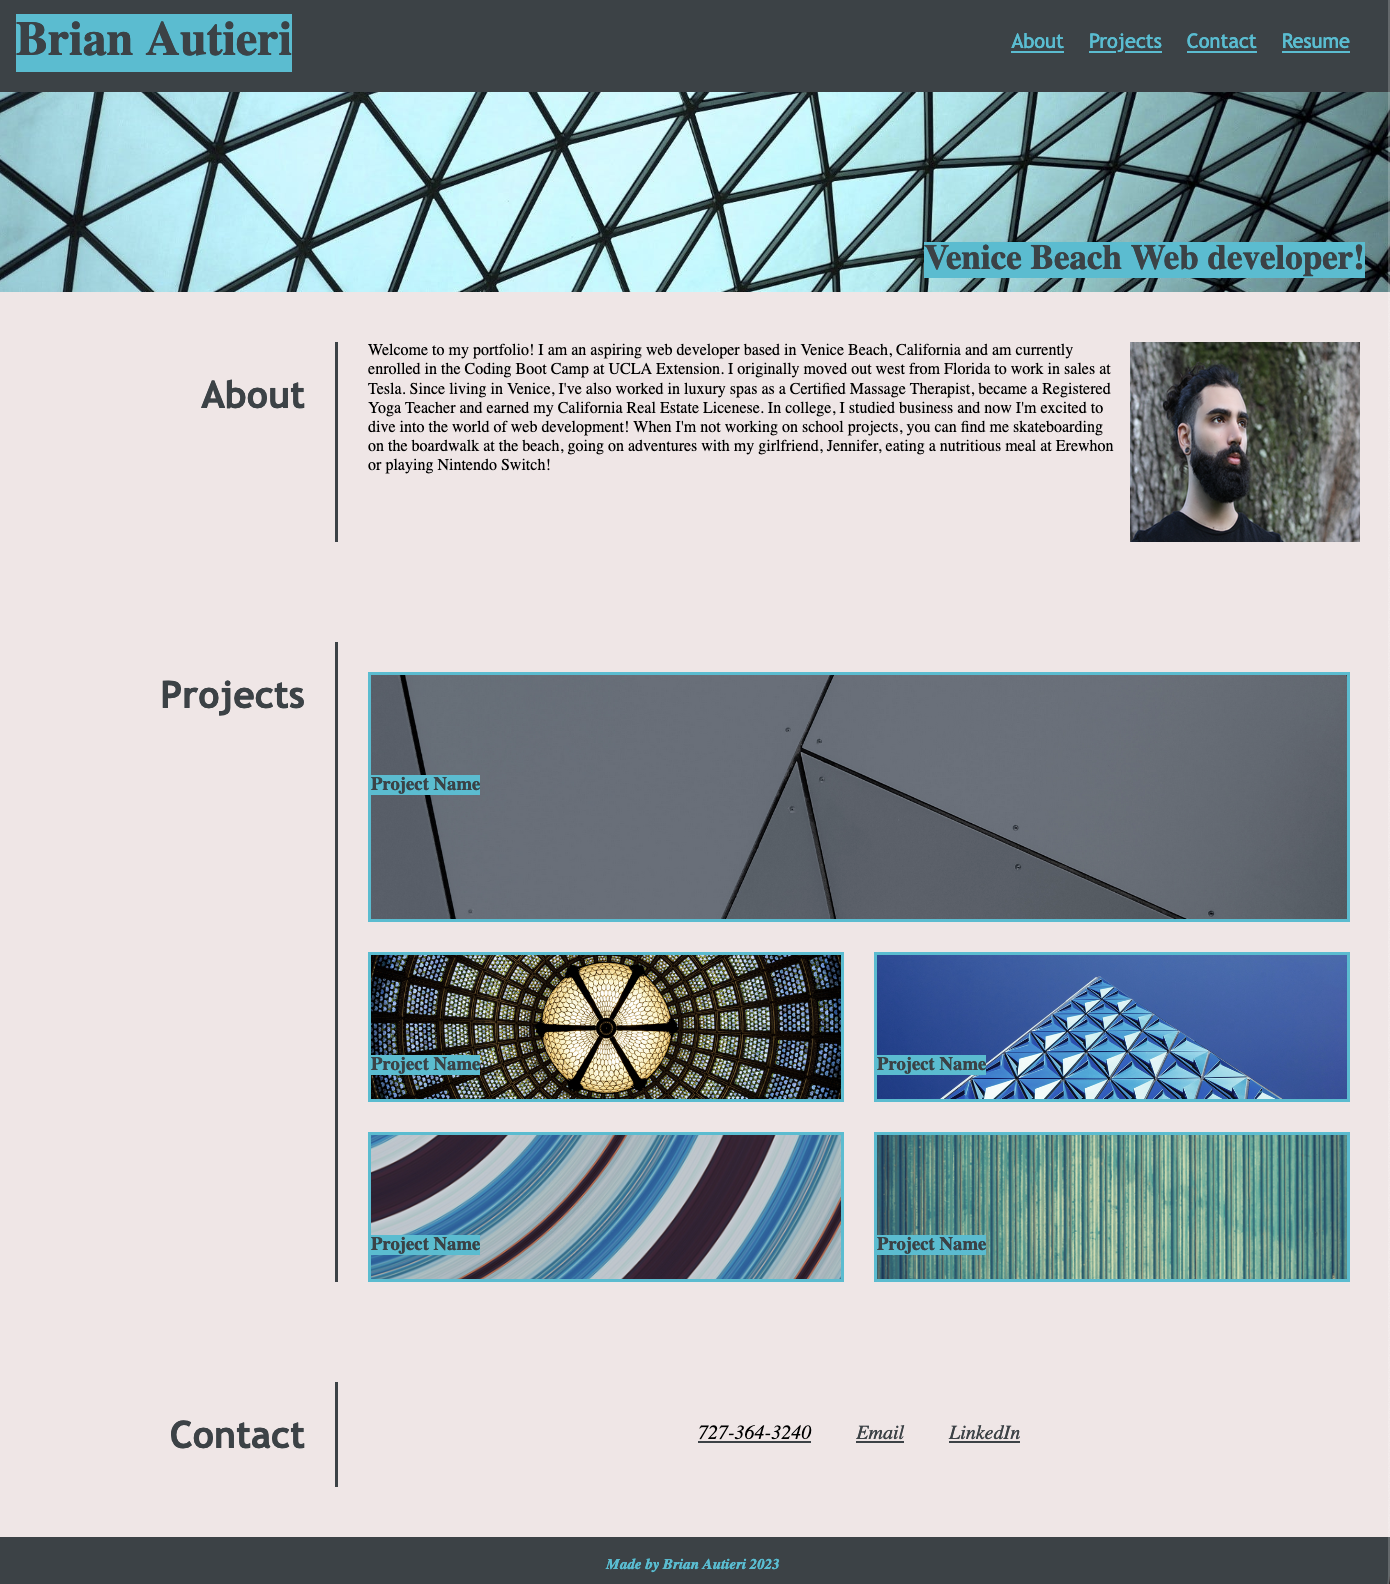 Brian Autieri
About Projects Contact Resume
Venice Beach Web developer!
About
Welcome to my portfolio! I am an aspiring web developer based in Venice Beach, California and am currently
enrolled in the Coding Boot Camp at UCLA Extension. I originally moved out west from Florida to work in sales at
Tesla. Since living in Venice, I've also worked in luxury spas as a Certified Massage Therapist, became a Registered
Yoga Teacher and earned my California Real Estate Licenese. In college, I studied business and now I'm excited to
dive into the world of web development! When I'm not working on school projects, you can find me skateboarding
on the boardwalk at the beach, going on adventures with my girlfriend, Jennifer, eating a nutritious meal at Erewhon
or playing Nintendo Switch!
Projects
Project Name
Project Name
Project Name
Project Name
Project Name
Contact
727-364-3240 Email LinkedIn
Made by Brian Autieri 2023